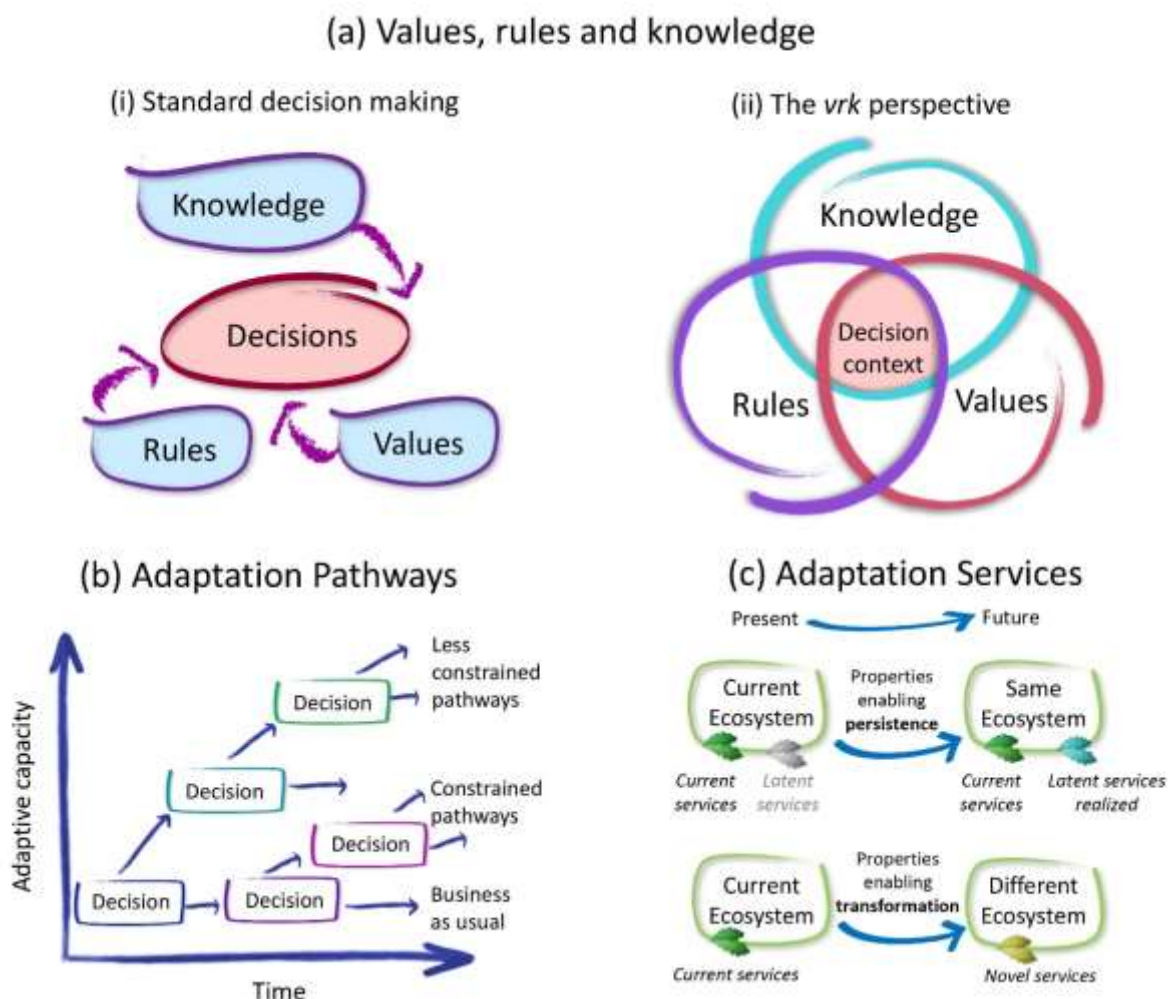 (a) Values, rules and knowledge
(i) Standard decision making
Knowledge
Decisions
Rules
Values
(ii) The vrk perspective
Knowledge
Decision
context
Rules
Values
(b) Adaptation Pathways
Adaptive capacity
Less
constrained
pathways
Decision
Decision
Constrained
pathways
Decision
Decision
Decision
Business
as usual
Time
(c) Adaptation Services
Present
Future
Current
Ecosystem
Properties
enabling
persistence
Same
Ecosystem
Current
services
Latent
services
Current
services
Latent services
realized
Current
Ecosystem
Properties
enabling
transformation
Different
Ecosystem
Current services
Novel services